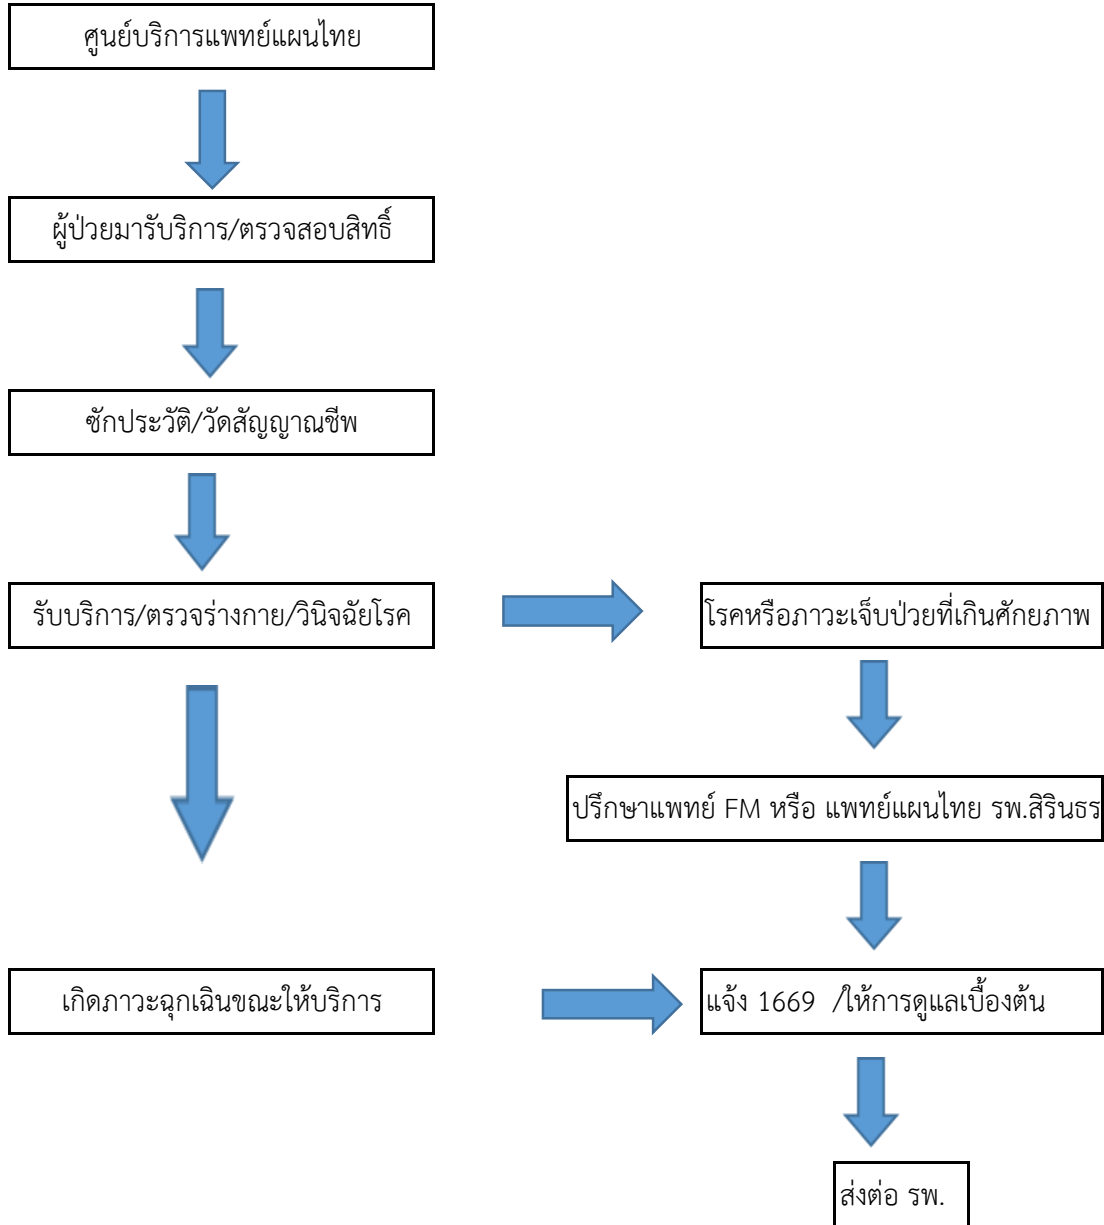 ศูนย์บริการแพทย์แผนไทย
ผู้ป่วยมารับบริการ/ตรวจสอบสิทธิ์
ซักประวัติ/วัดสัญญาณชีพ
รับบริการ/ตรวจร่างกาย/วินิจฉัยโรค
โรคหรือภาวะเจ็บป่วยที่เกินศักยภาพ
ปรึกษาแพทย์ FM หรือ แพทย์แผนไทย รพ.สิรินธร
เกิดภาวะฉุกเฉินขณะให้บริการ
แจ้ง 1669 /ให้การดูแลเบื้องต้น
ส่งต่อ รพ.